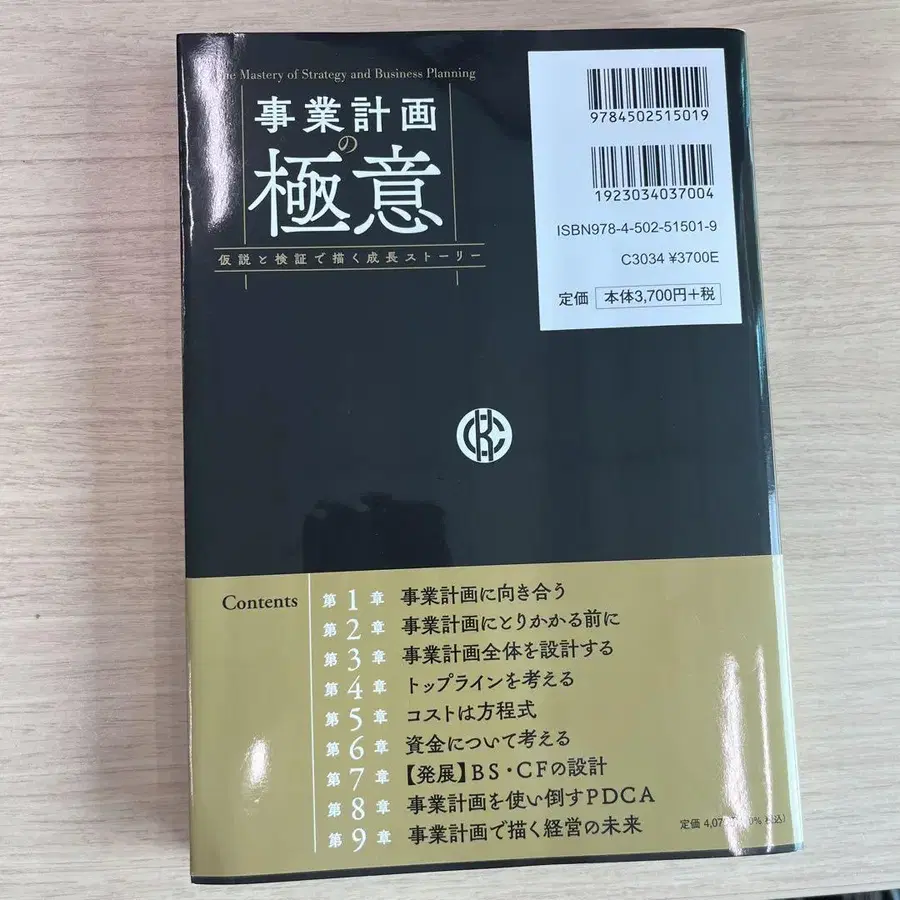 The Mastery of Strategy and Business Planning
事業計画
の
極意
仮説と検証で描く成長ストーリー
9784502515019
1923034037004
ISBN978-4-502-51501-9
C3034 ¥3700E
定価 本体3,700円+税
Contents
第1章 事業計画に向き合う
第2章 事業計画にとりかかる前に
第3章 事業計画全体を設計する
第4章 トップラインを考える
第5章 コストは方程式
第6章 資金について考える
第7章 【発展】BS・CFの設計
第8章 事業計画を使い倒すPDCA
第9章 事業計画で描く経営の未来
定価